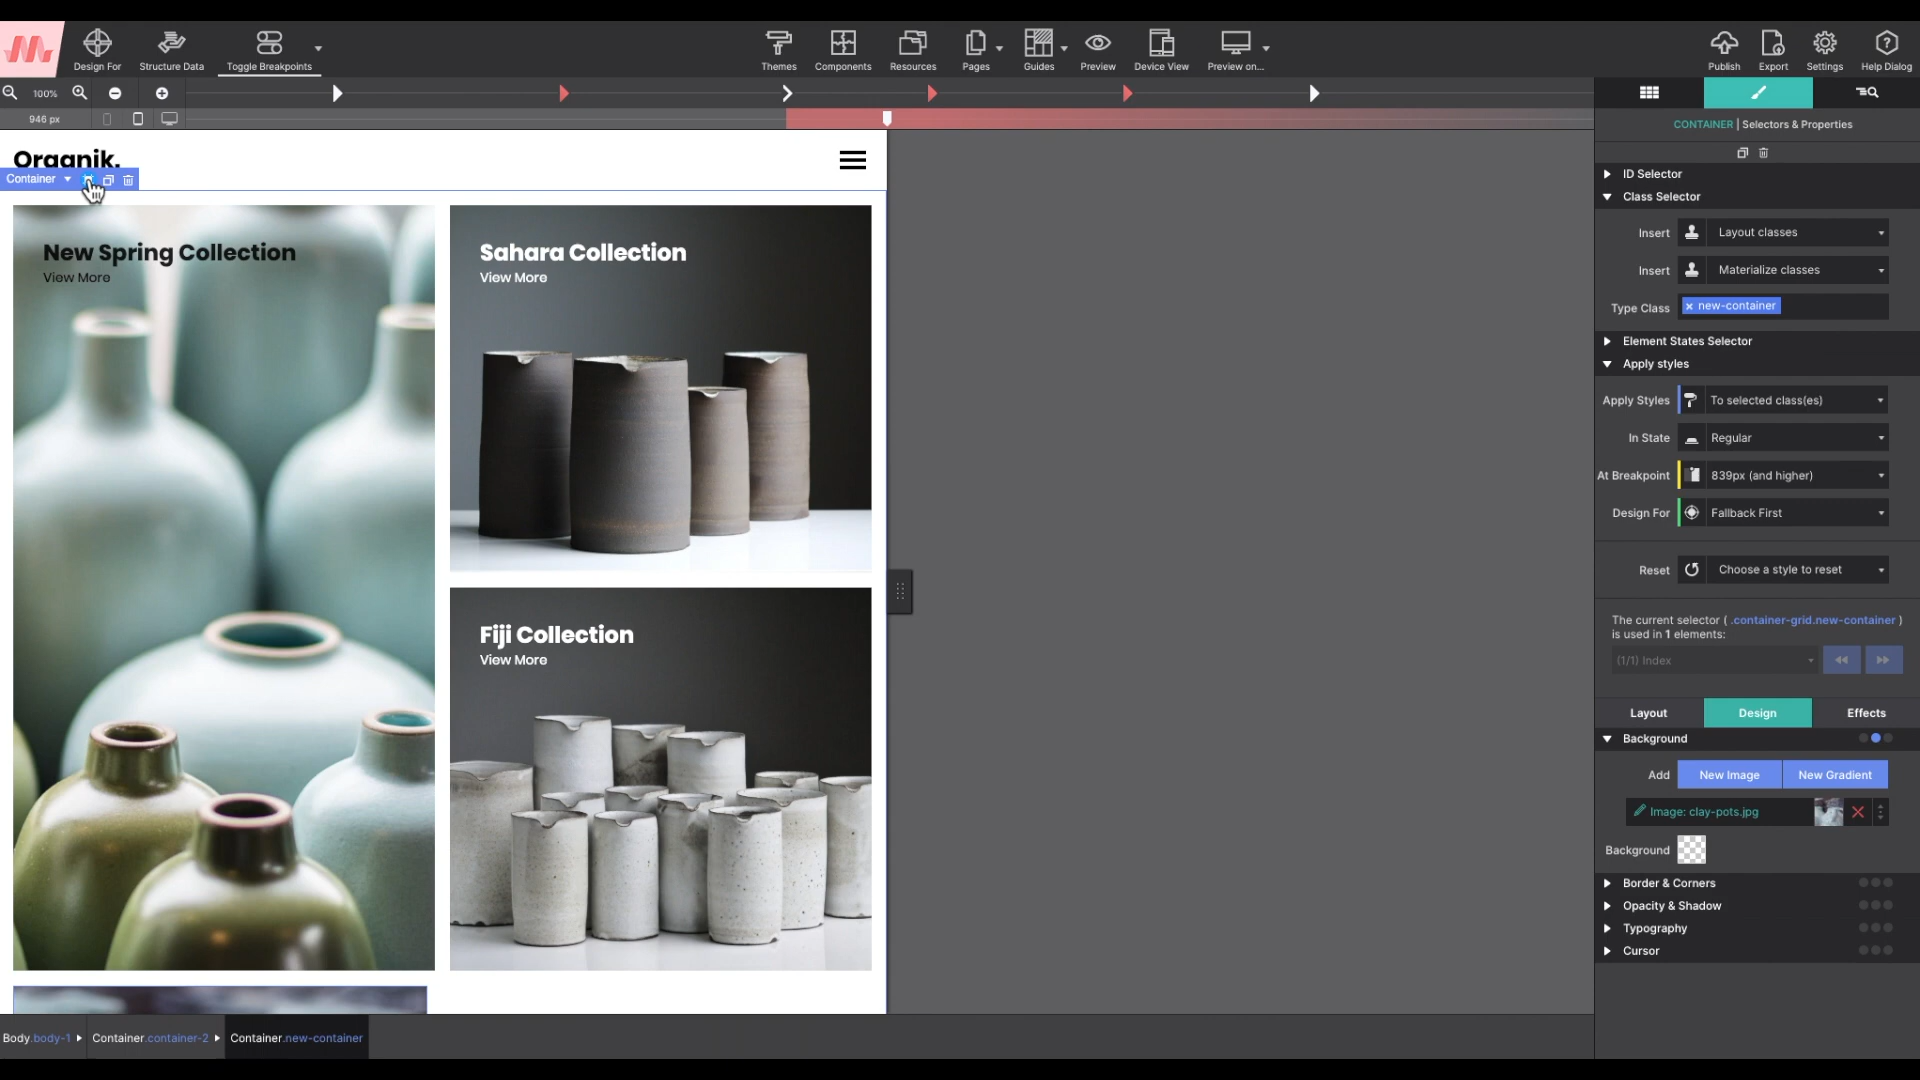 Design For
Structure Data
Toggle Breakpoints
Themes
Components
Resources
Pages
Guides
Preview
Device View
Preview on...
Publish
Export
Settings
Help Dialog
100%
946 px
CONTAINER | Selectors & Properties
Organik.
Container
New Spring Collection
View More
Sahara Collection
View More
Fiji Collection
View More
ID Selector
Class Selector
Insert Layout classes
Insert Materialize classes
Type Class × new-container
Element States Selector
Apply styles
Apply Styles To selected class(es)
In State Regular
At Breakpoint 839px (and higher)
Design For Fallback First
Reset Choose a style to reset
The current selector ( .container-grid.new-container )
is used in 1 elements:
(1/1) Index
Layout Design Effects
Background
Add New Image New Gradient
Image: clay-pots.jpg
Background
Border & Corners
Opacity & Shadow
Typography
Cursor
Body.body-1 Container.container-2 Container.new-container